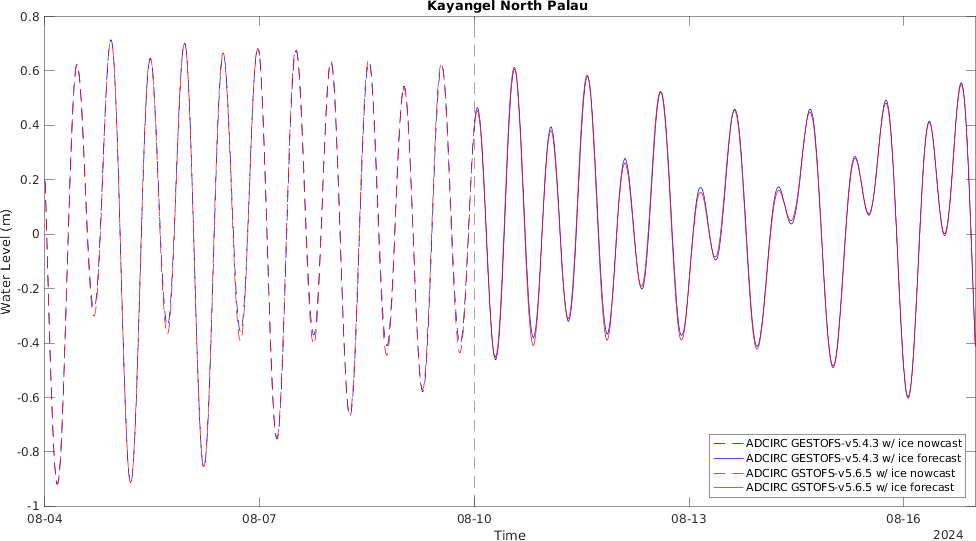 Kayangel North Palau
0.8
0.6
0.4
0.2
0
-0.2
-0.4
-0.6
-0.8
-1
Water Level (m)
ADCIRC GESTOFS-v5.4.3 w/ ice nowcast
ADCIRC GESTOFS-v5.4.3 w/ ice forecast
ADCIRC GSTOFS-v5.6.5 w/ ice nowcast
ADCIRC GSTOFS-v5.6.5 w/ ice forecast
08-04 08-07 08-10 08-13 08-16
Time
2024